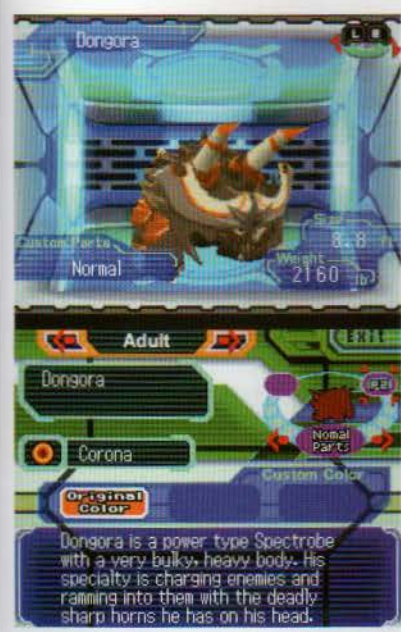 Dongora
L R
Size
8.8 ft
Custom Parts
Normal
Weight
2160 lb
Adult
EXIT
Dongora
P2
Nomal
Parts
Corona
Custom Color
Original
Color
Dongora is a power type Spectrobe
with a very bulky, heavy body. His
specialty is charging enemies and
ramming into them with the deadly
sharp horns he has on his head.